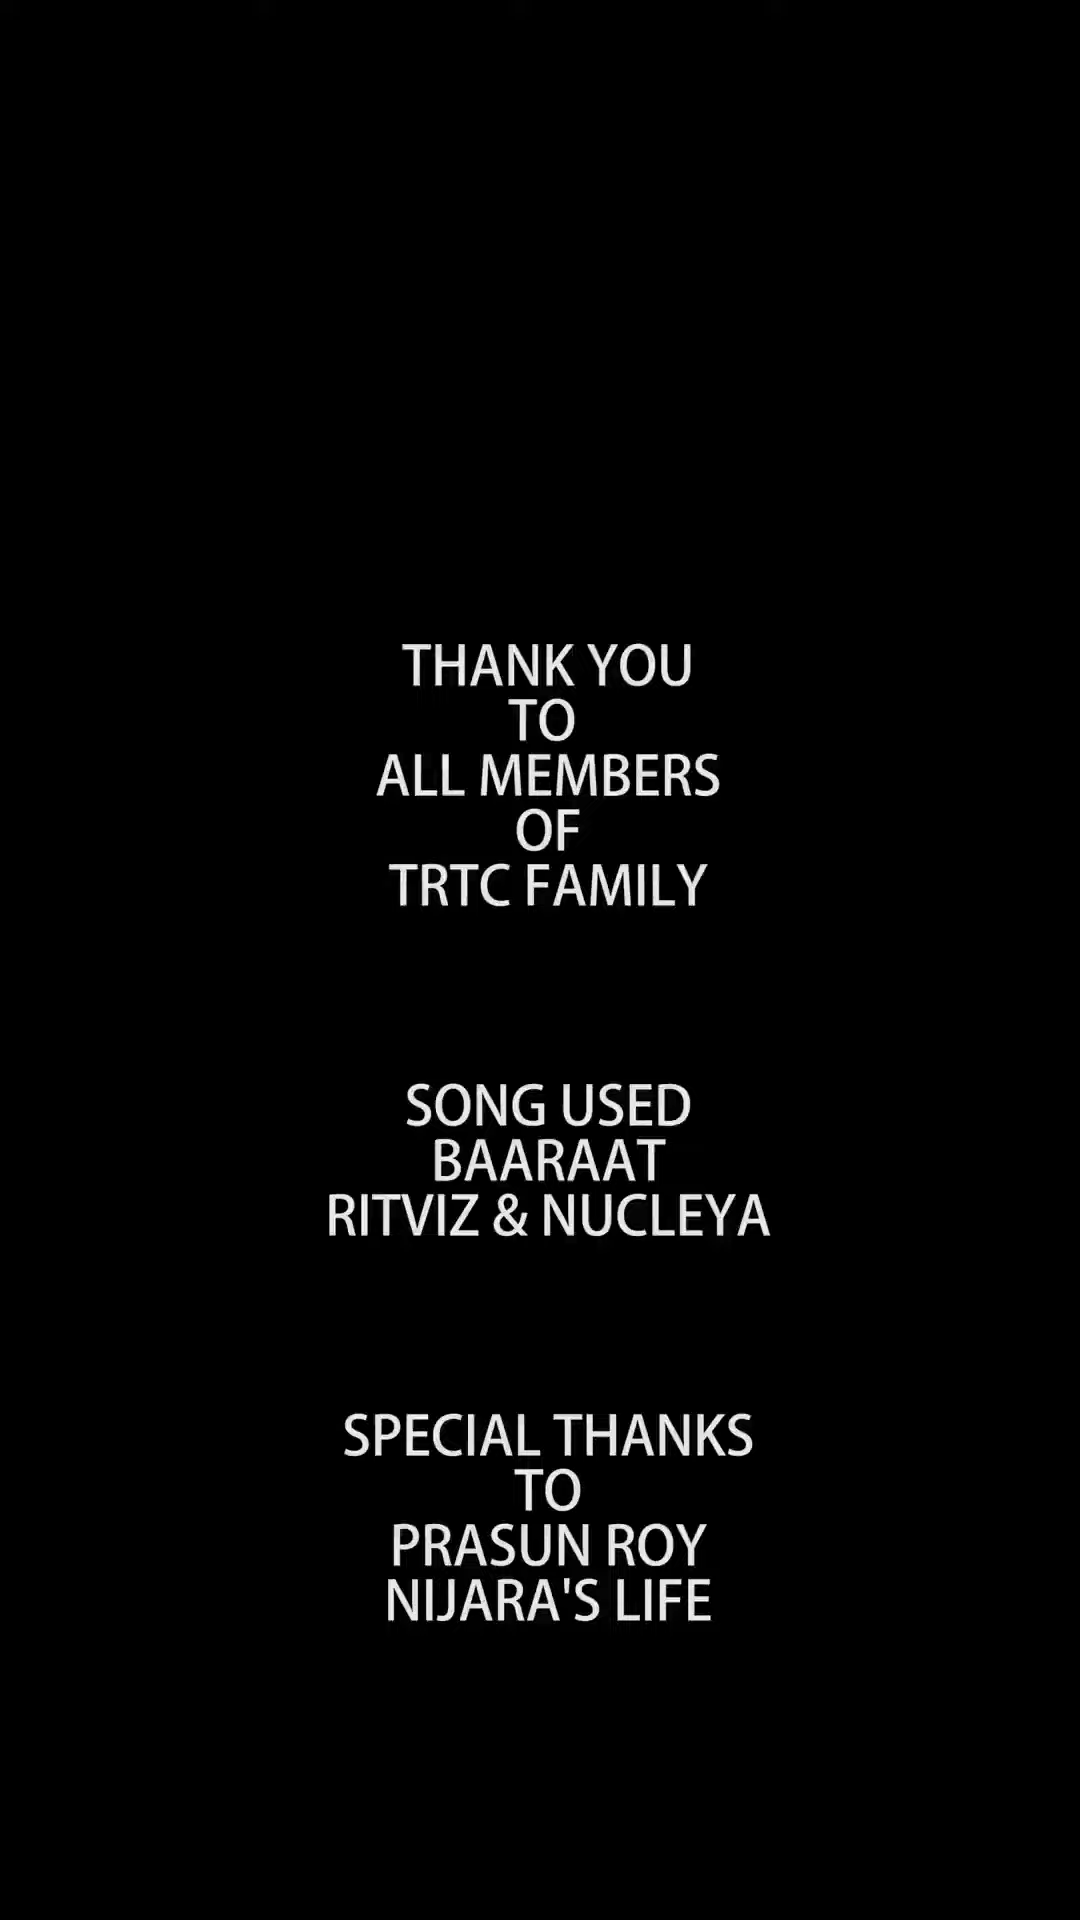 THANK YOU
TO
ALL MEMBERS
OF
TRTC FAMILY
SONG USED
BAARAAT
RITVIZ & NUCLEYA
SPECIAL THANKS
TO
PRASUN ROY
NIJARA'S LIFE